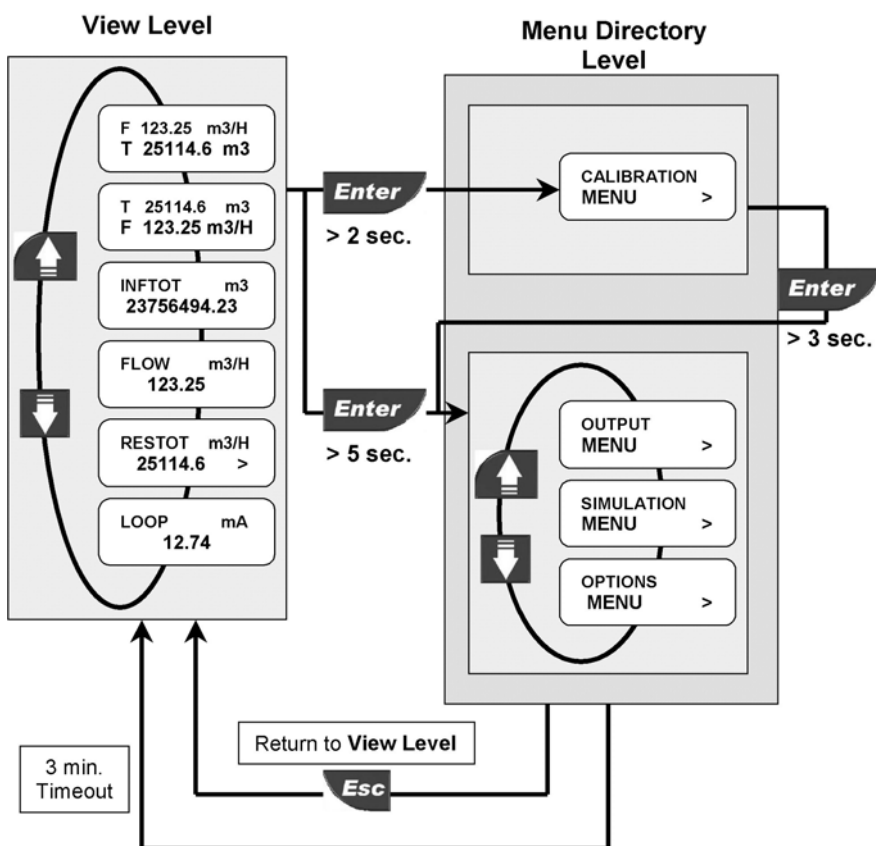 View Level
Menu Directory
Level
F 123.25 m3/H
T 25114.6 m3
T 25114.6 m3
F 123.25 m3/H
INFTOT m3
23756494.23
FLOW m3/H
123.25
RESTOT m3/H
25114.6 >
LOOP mA
12.74
Enter
> 2 sec.
Enter
> 5 sec.
CALIBRATION
MENU >
Enter
> 3 sec.
OUTPUT
MENU >
SIMULATION
MENU >
OPTIONS
MENU >
Return to View Level
Esc
3 min.
Timeout